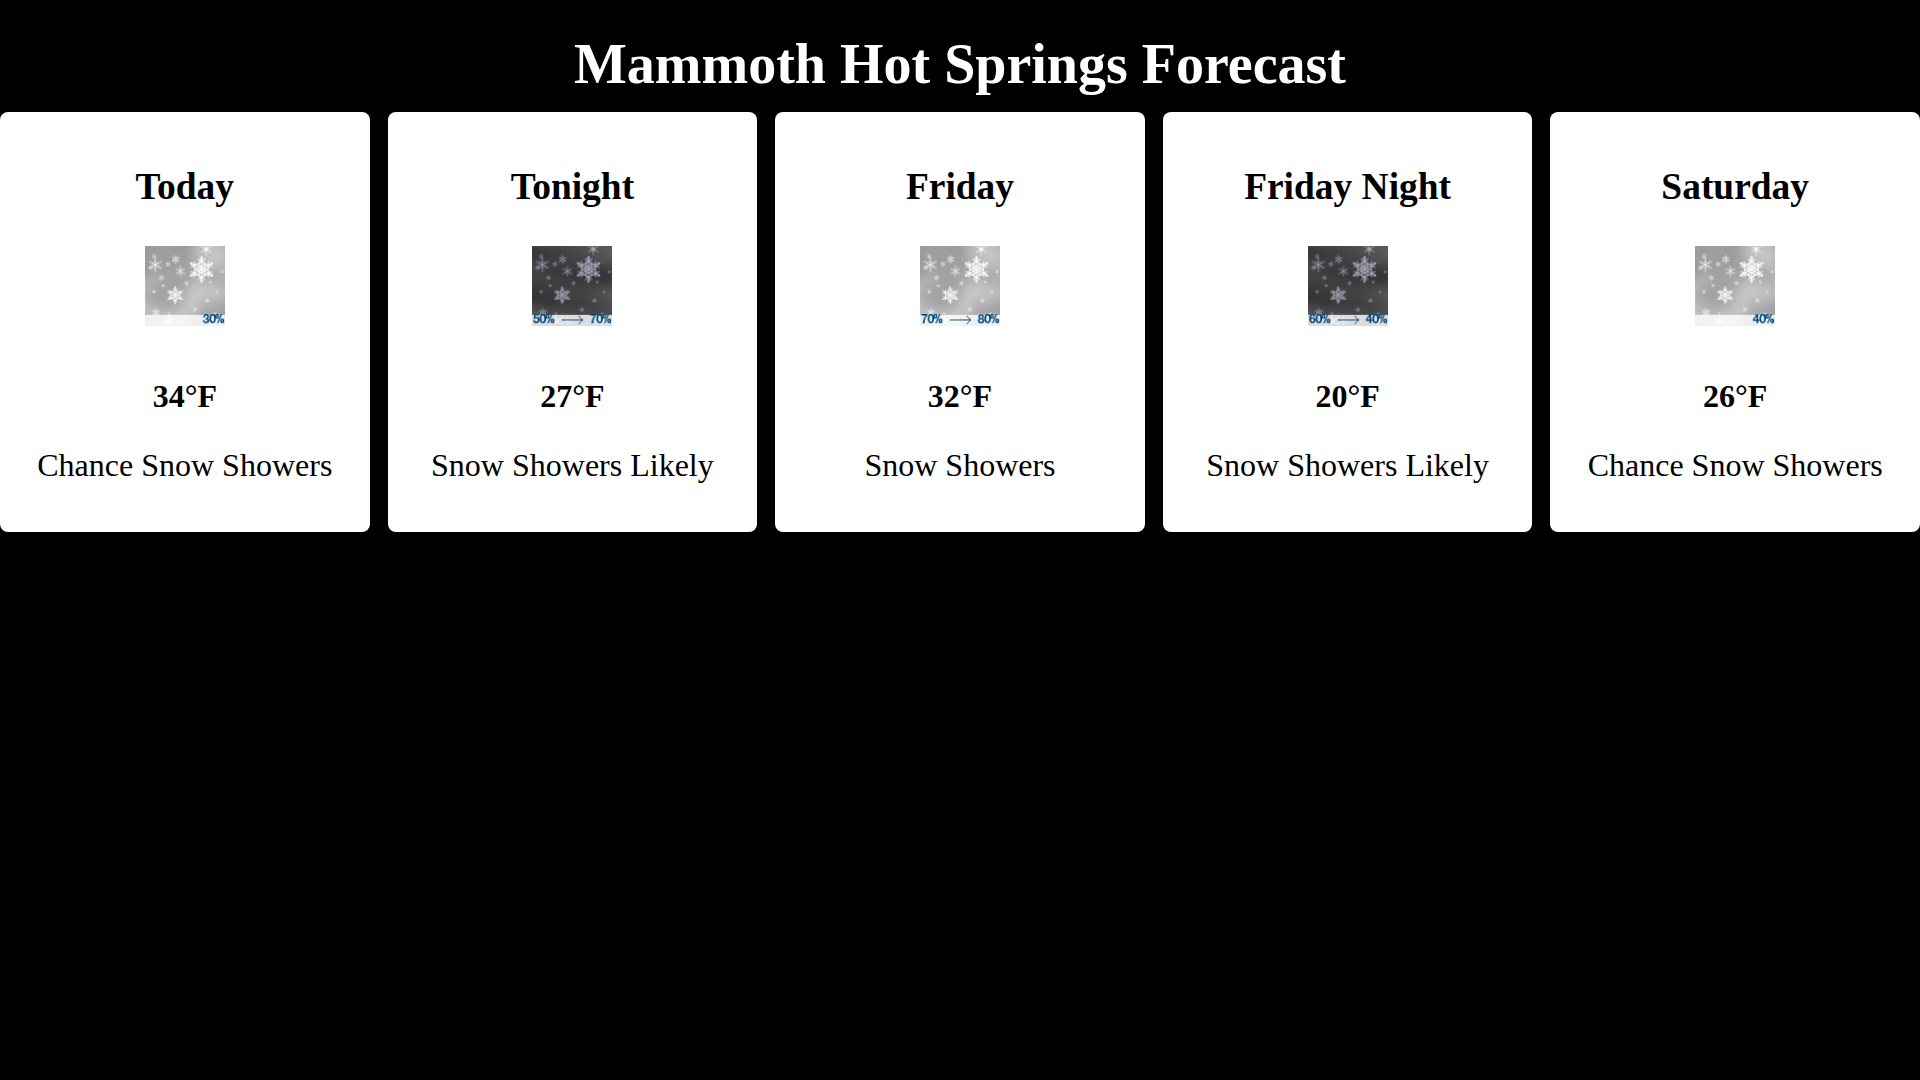 Mammoth Hot Springs Forecast
Today
30%
34°F
Chance Snow Showers
Tonight
50% → 70%
27°F
Snow Showers Likely
Friday
70% → 80%
32°F
Snow Showers
Friday Night
60% → 40%
20°F
Snow Showers Likely
Saturday
40%
26°F
Chance Snow Showers